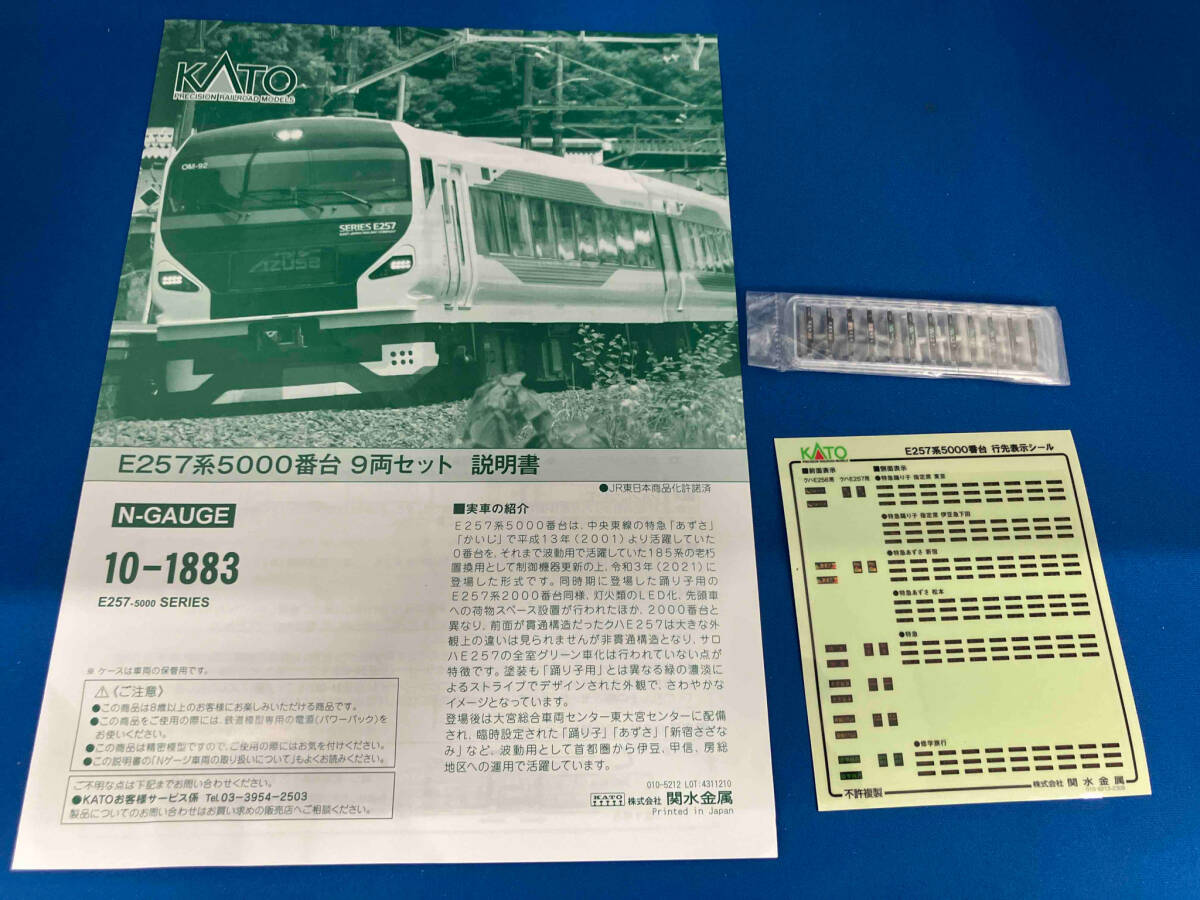 KATO
PRECISION RAILROAD MODELS
OM-92
SERIES E257
EAST JAPAN RAILWAY COMPANY
AZUSA
E257系5000番台 9両セット 説明書
●JR東日本商品化許諾済
N-GAUGE
10-1883
E257-5000 SERIES
※ ケースは車両の保管用です。
⚠《ご注意》
●この商品は8歳以上のお客様にお楽しみいただける商品です。
●この商品をご使用の際には、鉄道模型専用の電源(パワーパック)を
お使いください。
●この商品は精密模型ですので、ご使用の際にはお気を付けください。
●この説明書の「Nゲージ車両の取り扱いについて」もよくお読みください。
ご不明な点は下記までお問い合わせください。
●KATOお客様サービス係 Tel.03-3954-2503
製品についてのお問い合わせはお買い求めの販売店へご相談ください。
■実車の紹介
E257系5000番台は、中央東線の特急「あずさ」
「かいじ」で平成13年(2001)より活躍していた
0番台を、それまで波動用で活躍していた185系の老朽
置換用として制御機器更新の上、令和3年(2021)に
登場した形式です。同時期に登場した踊り子用の
E257系2000番台同様、灯火類のLED化、先頭車
への荷物スペース設置が行われたほか、2000番台と
異なり、前面が貫通構造だったクハE257は大きな外
観上の違いは見られませんが非貫通構造となり、サロ
ハE257の全室グリーン車化は行われていない点が
特徴です。塗装も「踊り子用」とは異なる緑の濃淡に
よるストライプでデザインされた外観で、さわやかな
イメージとなっています。
登場後は大宮総合車両センター東大宮センターに配備
され、臨時設定された「踊り子」「あずさ」「新宿さざな
み」など、波動用として首都圏から伊豆、甲信、房総
地区への運用で活躍しています。
010-5212 LOT:4311210
KATO 株式会社 関水金属
Printed in Japan
KATO
PRECISION RAILROAD MODELS
E257系5000番台 行先表示シール
■前面表示
クハE256用 クハE257用
■側面表示
●特急踊り子 指定席 東京
●特急踊り子 指定席 伊豆急下田
●特急あずさ 新宿
●特急あずさ 松本
●特急
●修学旅行
不許複製
株式会社 関水金属